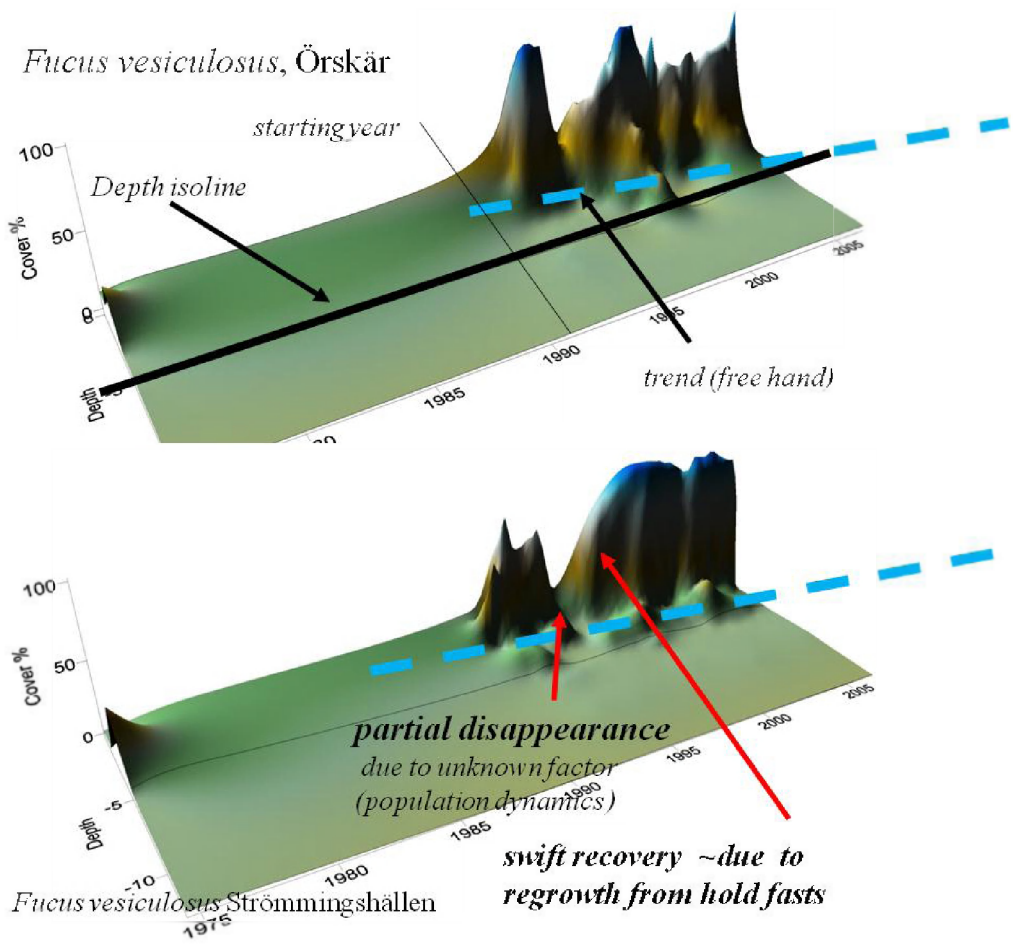 Fucus vesiculosus, Örskär
starting year
Depth isoline
100
50
0
Cover %
Depth
1985
1990
1995
2000
2005
trend (free hand)
100
50
0
-5
-10
Cover %
Depth
1975
1980
1985
1990
1995
2000
2005
partial disappearance
due to unknown factor
(population dynamics)
swift recovery ~due to
regrowth from hold fasts
Fucus vesiculosus Strömmingshällen